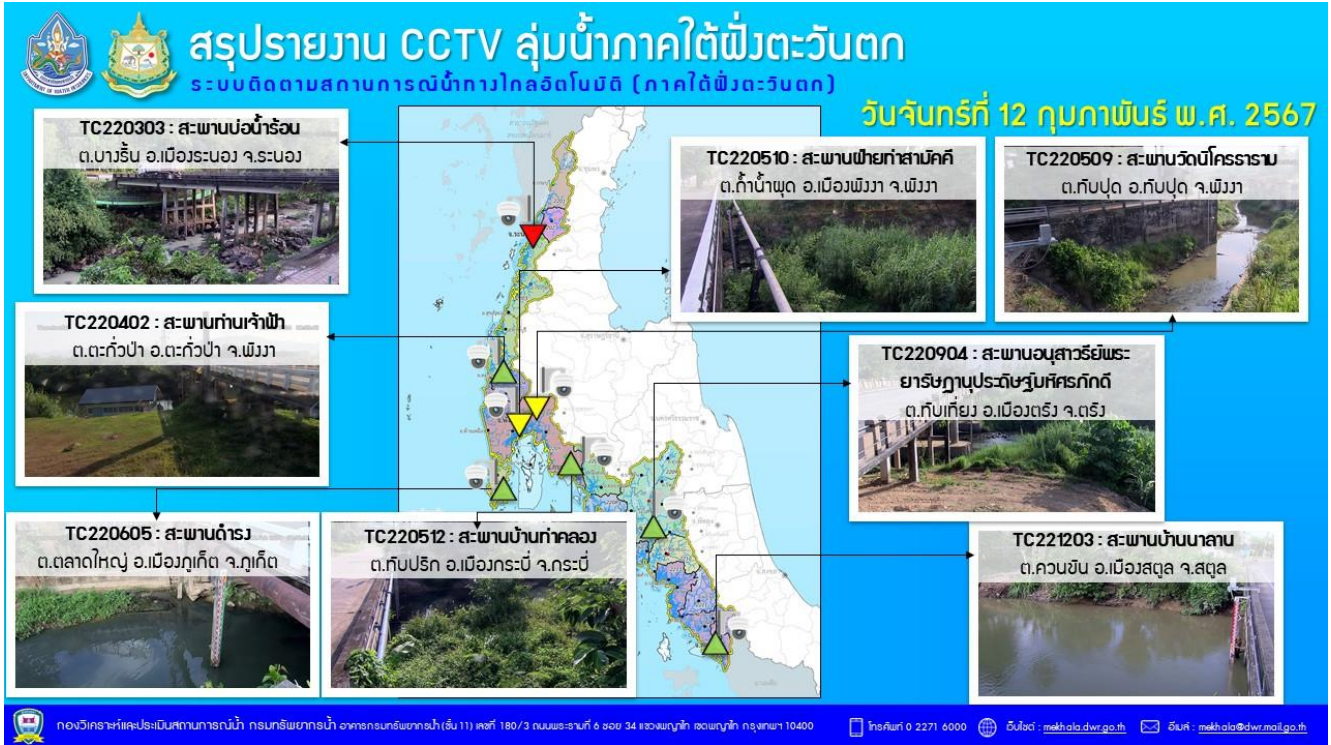 สรุปรายงาน CCTV ลุ่มน้ำภาคใต้ฝั่งตะวันตก
ระบบติดตามสถานการณ์น้ำทางไกลอัตโนมัติ (ภาคใต้ฝั่งตะวันตก)
วันจันทร์ที่ 12 กุมภาพันธ์ พ.ศ. 2567
TC220303 : สะพานบ่อน้ำร้อน
ต.บางริ้น อ.เมืองระนอง จ.ระนอง
TC220510 : สะพานฝ่ายท่าสามัคคี
ต.ถ้ำน้ำผุด อ.เมืองพังงา จ.พังงา
TC220509 : สะพานวัดนิโครธาราม
ต.ทับปุด อ.ทับปุด จ.พังงา
TC220402 : สะพานท่านเจ้าฟ้า
ต.ตะกั่วป่า อ.ตะกั่วป่า จ.พังงา
TC220904 : สะพานอนุสาวรีย์พระ
ยารัษฎานุประดิษฐ์มหิศรภักดี
ต.ทับเที่ยง อ.เมืองตรัง จ.ตรัง
TC220605 : สะพานดำรง
ต.ตลาดใหญ่ อ.เมืองภูเก็ต จ.ภูเก็ต
TC220512 : สะพานบ้านท่าคลอง
ต.ทับปริก อ.เมืองกระบี่ จ.กระบี่
TC221203 : สะพานบ้านนาลาน
ต.ควนขัน อ.เมืองสตูล จ.สตูล
กองวิเคราะห์และประเมินสถานการณ์น้ำ กรมทรัพยากรน้ำ อาคารกรมทรัพยากรน้ำ (ชั้น 11) เลขที่ 180/3 ถนนพระรามที่ 6 ซอย 34 แขวงพญาไท เขตพญาไท กรุงเทพฯ 10400
โทรศัพท์ 0 2271 6000
เว็บไซต์ : mekhala.dwr.go.th
อีเมล์ : mekhala@dwr.mail.go.th